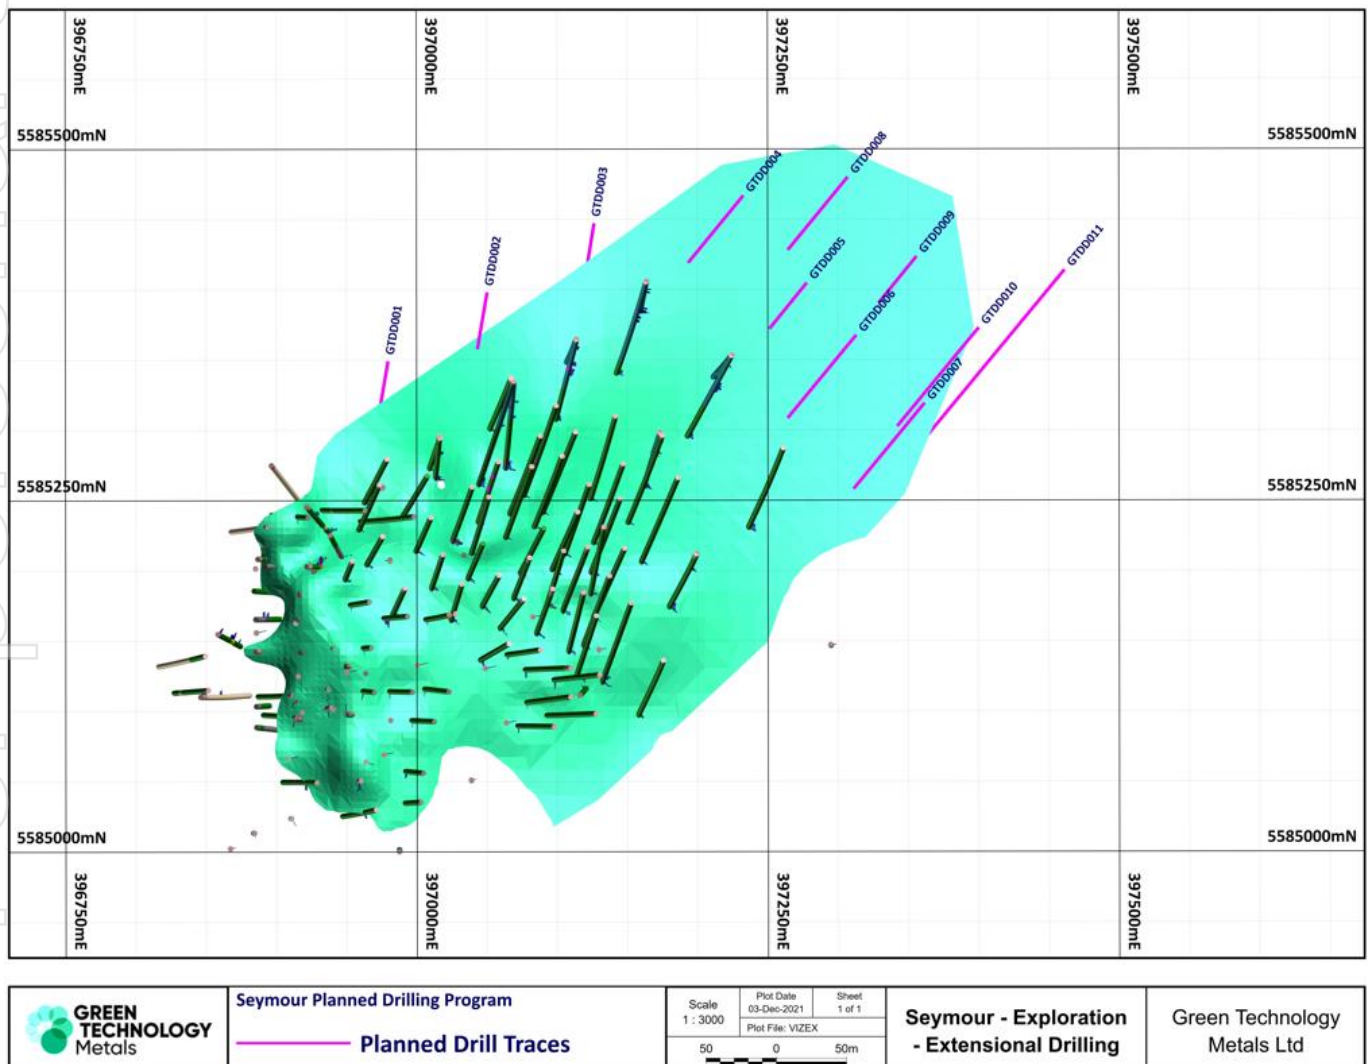 396750mE
397000mE
397250mE
397500mE
5585500mN
5585500mN
GTDD008
GTDD004
GTDD003
GTDD009
GTDD005
GTDD011
GTDD002
GTDD010
GTDD006
GTDD001
GTDD007
5585250mN
5585250mN
5585000mN
5585000mN
396750mE
397000mE
397250mE
397500mE
GREEN
TECHNOLOGY
Metals
Seymour Planned Drilling Program
Planned Drill Traces
Scale
1 : 3000
Plot Date
03-Dec-2021
Sheet
1 of 1
Plot File: VIZEX
50 0 50m
Seymour - Exploration
- Extensional Drilling
Green Technology
Metals Ltd